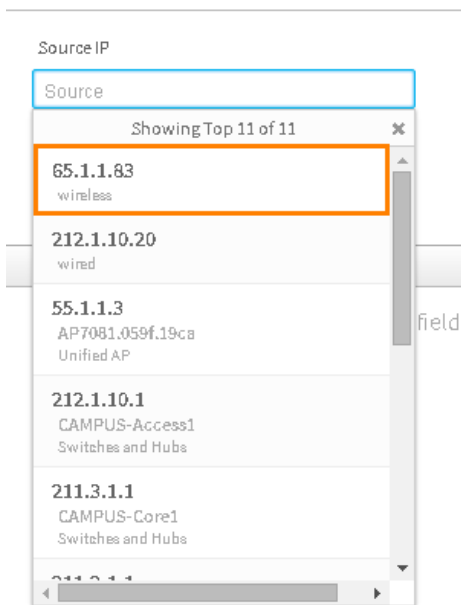 Source IP
Source
Showing Top 11 of 11
65.1.1.83
wireless
212.1.10.20
wired
55.1.1.3
AP7081.059f.19ca
Unified AP
field
212.1.10.1
CAMPUS-Access1
Switches and Hubs
211.3.1.1
CAMPUS-Core1
Switches and Hubs